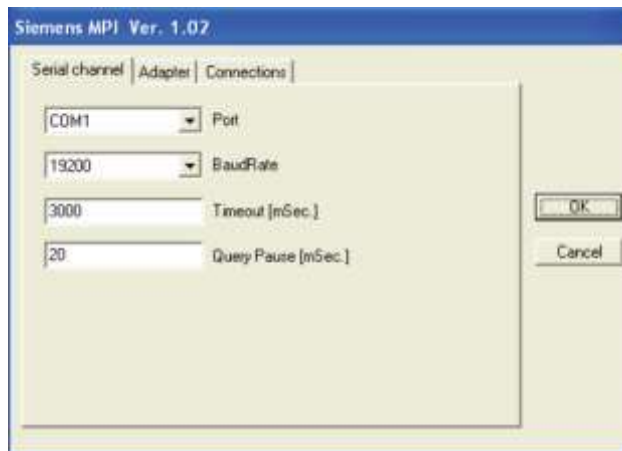 Siemens MPI Ver. 1.02
Serial channel Adapter Connections
COM1 Port
19200 BaudRate
3000 Timeout [mSec.]
OK
20 Query Pause [mSec.]
Cancel